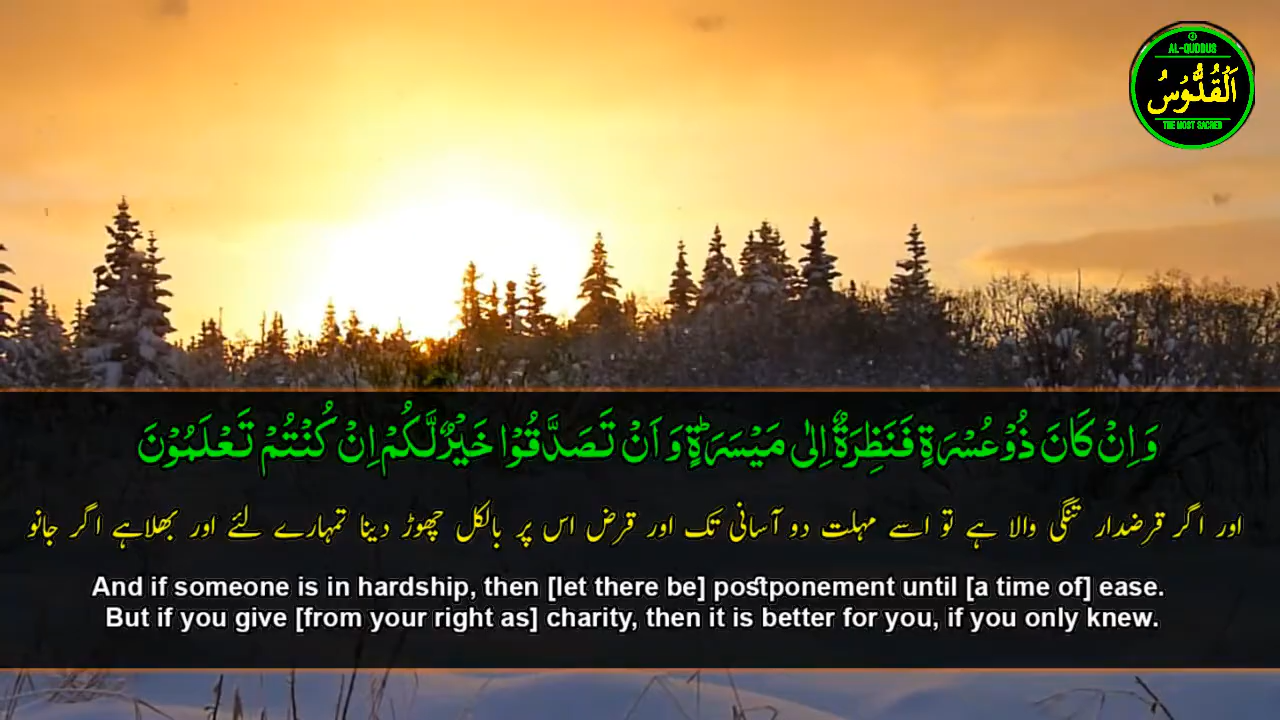 AL-QUDDUS
اَلْقُدُّوْسُ
THE MOST SACRED
وَ اِنْ كَانَ ذُوْ عُسْرَةٍ فَنَظِرَةٌ اِلٰى مَيْسَرَةٍؕ وَ اَنْ تَصَدَّقُوْا خَيْرٌ لَّكُمْ اِنْ كُنْتُمْ تَعْلَمُوْنَ
اور اگر قرضدار تنگی والا ہے تو اسے مہلت دو آسانی تک اور قرض اس پر بالکل چھوڑ دینا تمہارے لئے اور بھلا ہے اگر جانو
And if someone is in hardship, then [let there be] postponement until [a time of] ease.
But if you give [from your right as] charity, then it is better for you, if you only knew.